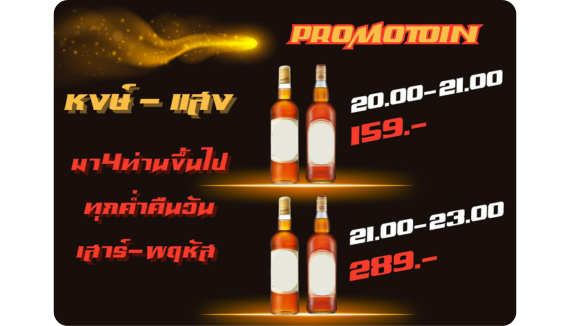 PROMOTOIN
หงษ์ - แสง
20.00-21.00
159.-
มา4ท่านขึ้นไป
ทุกค่ำคืนวัน
เสาร์-พฤหัส
21.00-23.00
289.-